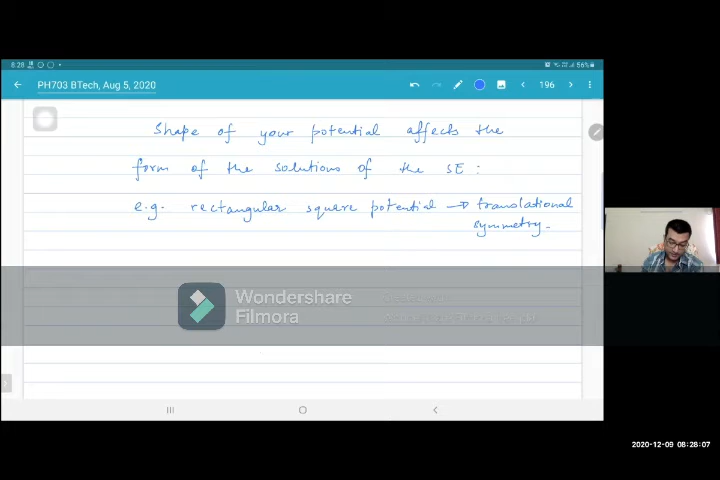 8:28
56%
PH703 BTech, Aug 5, 2020
196
Shape of your potential affects the
form of the solutions of the SE :
e.g. rectangular square potential → translational
symmetry.
Wondershare
Filmora
2020-12-09 08:28:07